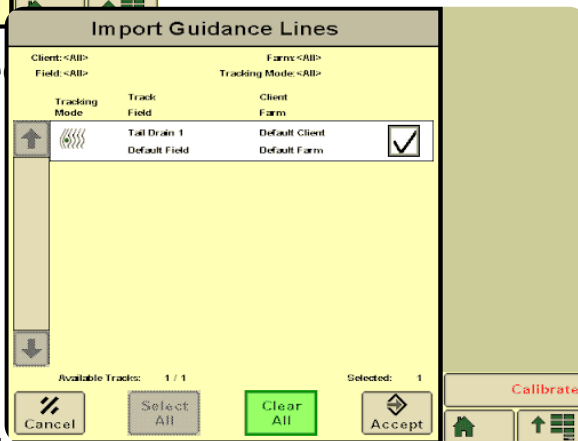 Import Guidance Lines
Client: <All> Farm: <All>
Field: <All> Tracking Mode: <All>
Tracking Mode Track Field Client Farm
Tail Drain 1 Default Client
Default Field Default Farm
Available Tracks: 1 / 1 Selected: 1
Cancel Select All Clear All Accept
Calibrate